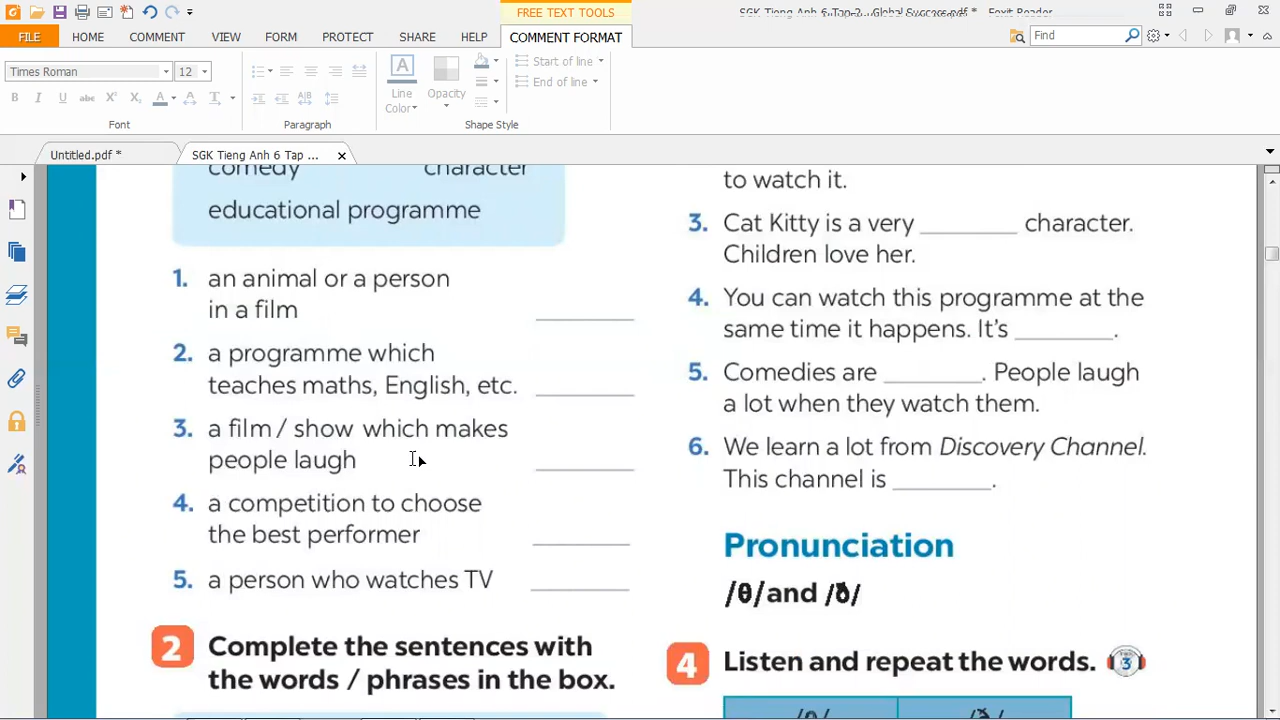 FREE TEXT TOOLS
FILE
HOME
COMMENT
VIEW
FORM
PROTECT
SHARE
HELP
COMMENT FORMAT
Find
Times Roman
12
Font
Paragraph
Line Color
Opacity
Start of line
End of line
Shape Style
Untitled.pdf *
SGK Tieng Anh 6 Tap ...
comedy character
educational programme
1. an animal or a person
in a film ________
2. a programme which
teaches maths, English, etc. ________
3. a film / show which makes
people laugh ________
4. a competition to choose
the best performer ________
5. a person who watches TV ________
2 Complete the sentences with
the words / phrases in the box.
to watch it.
3. Cat Kitty is a very ________ character.
Children love her.
4. You can watch this programme at the
same time it happens. It's ________.
5. Comedies are ________. People laugh
a lot when they watch them.
6. We learn a lot from Discovery Channel.
This channel is ________.
Pronunciation
/θ/ and /ð/
4 Listen and repeat the words.
3
/θ/ /ð/